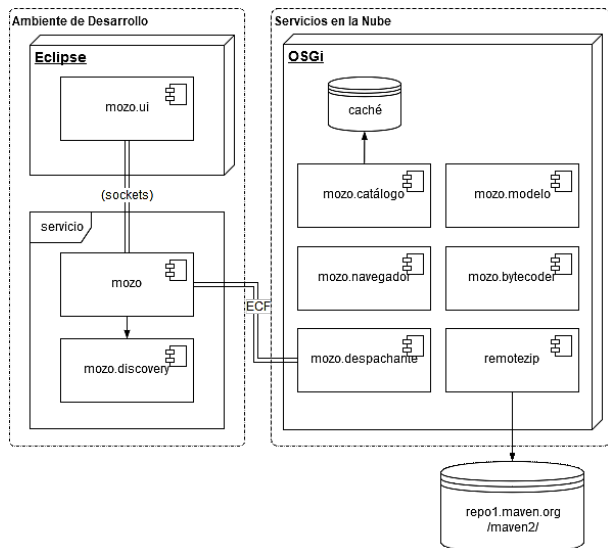 Ambiente de Desarrollo
Eclipse
mozo.ui
(sockets)
servicio
mozo
mozo.discovery
ECF
Servicios en la Nube
OSGi
caché
mozo.catálogo
mozo.modelo
mozo.navegador
mozo.bytecoder
mozo.despachante
remotezip
repo1.maven.org
/maven2/